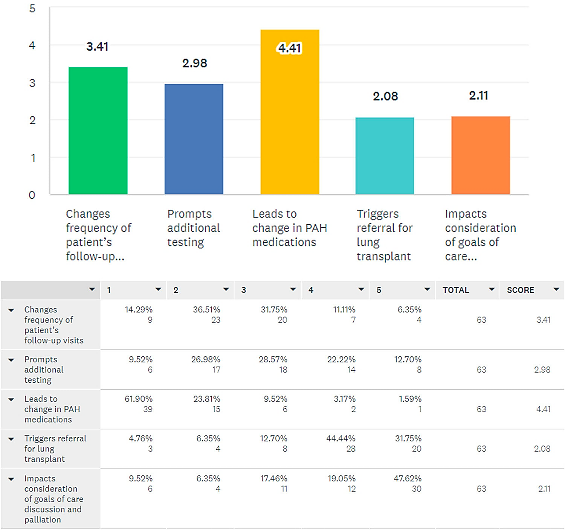 5
4
3
2
1
0
3.41
2.98
4.41
2.08
2.11
Changes
frequency of
patient's
follow-up...
Prompts
additional
testing
Leads to
change in PAH
medications
Triggers
referral for
lung
transplant
Impacts
consideration
of goals of
care...
1 2 3 4 5 TOTAL SCORE
Changes 14.29% 36.51% 31.75% 11.11% 6.35%
frequency of 9 23 20 7 4 63 3.41
patient's
follow-up visits
Prompts 9.52% 26.98% 28.57% 22.22% 12.70%
additional 6 17 18 14 8 63 2.98
testing
Leads to 61.90% 23.81% 9.52% 3.17% 1.59%
change in PAH 39 15 6 2 1 63 4.41
medications
Triggers referral 4.76% 6.35% 12.70% 44.44% 31.75%
for lung 3 4 8 28 20 63 2.08
transplant
Impacts 9.52% 6.35% 17.46% 19.05% 47.62%
consideration 6 4 11 12 30 63 2.11
of goals of care
discussion and
palliation